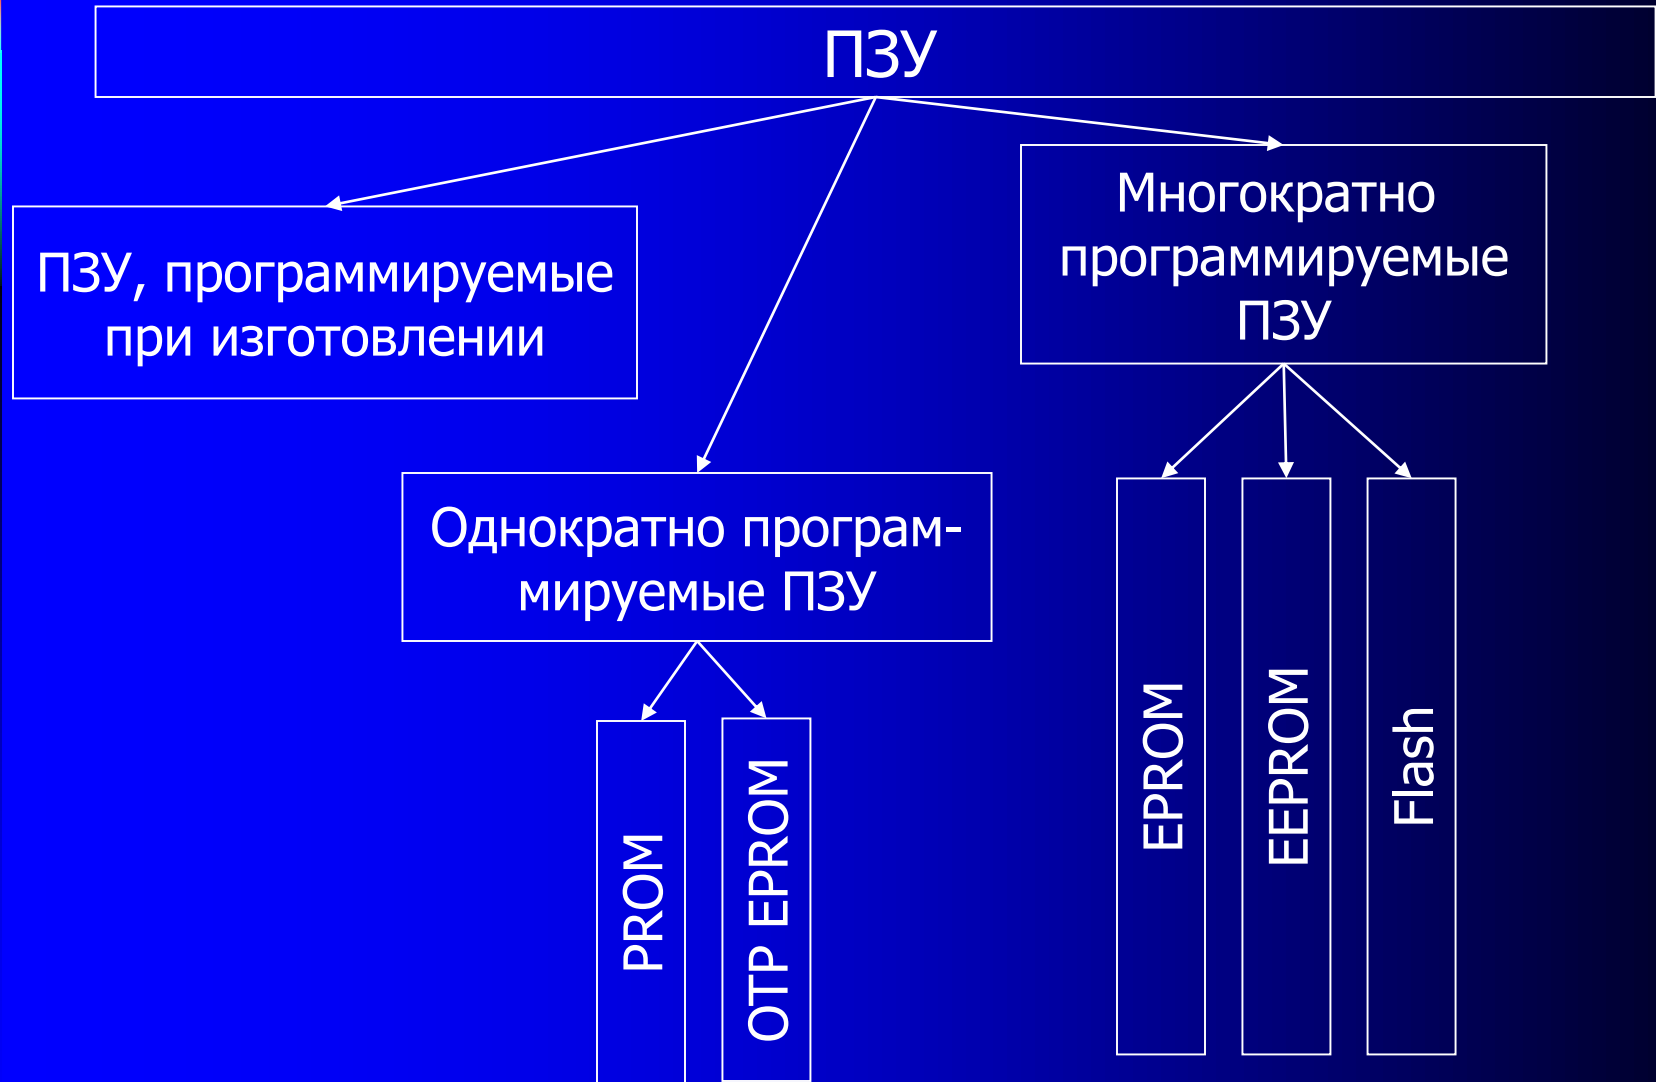 ПЗУ
ПЗУ, программируемые
при изготовлении
Многократно
программируемые
ПЗУ
Однократно програм-
мируемые ПЗУ
PROM
OTP EPROM
EPROM
EEPROM
Flash